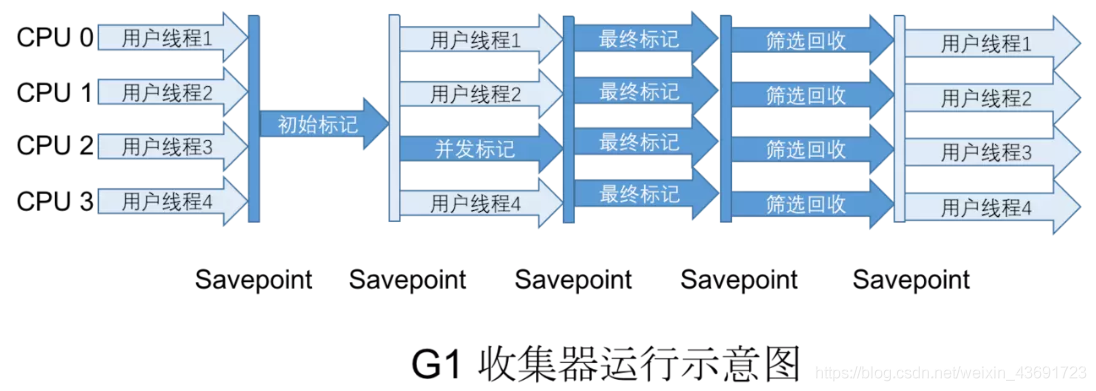 CPU 0 用户线程1 用户线程1 最终标记 筛选回收 用户线程1
CPU 1 用户线程2 用户线程2 最终标记 筛选回收 用户线程2
初始标记
CPU 2 用户线程3 并发标记 最终标记 筛选回收 用户线程3
CPU 3 用户线程4 用户线程4 最终标记 筛选回收 用户线程4
Savepoint Savepoint Savepoint Savepoint Savepoint
G1 收集器运行示意图
https://blog.csdn.net/weixin_43691723